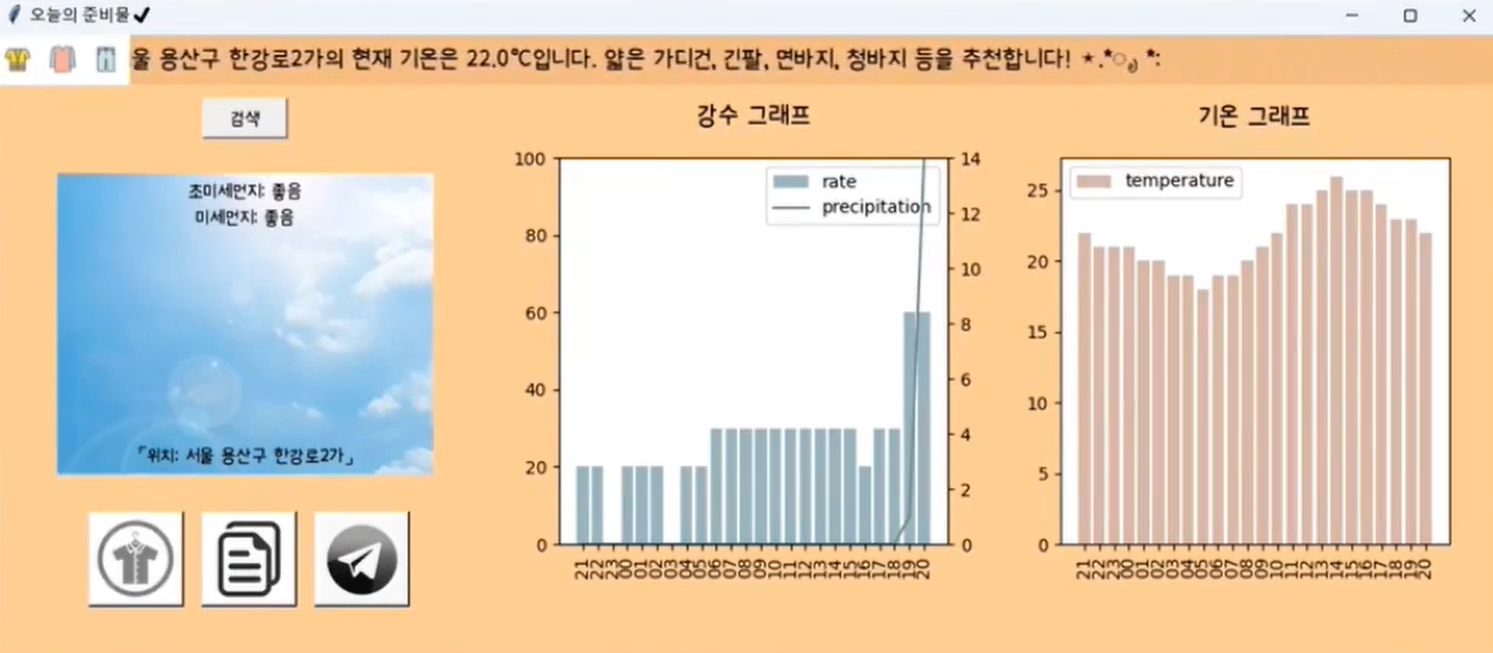 오늘의 준비물✔
울 용산구 한강로2가의 현재 기온은 22.0℃입니다. 얇은 가디건, 긴팔, 면바지, 청바지 등을 추천합니다! ⋆.*ೃ *:
검색
초미세먼지: 좋음
미세먼지: 좋음
「위치: 서울 용산구 한강로2가」
강수 그래프
rate
precipitation
100
80
60
40
20
0
14
12
10
8
6
4
2
0
21 22 23 00 01 02 03 04 05 06 07 08 09 10 11 12 13 14 15 16 17 18 19 20
기온 그래프
temperature
25
20
15
10
5
0
21 22 23 00 01 02 03 04 05 06 07 08 09 10 11 12 13 14 15 16 17 18 19 20